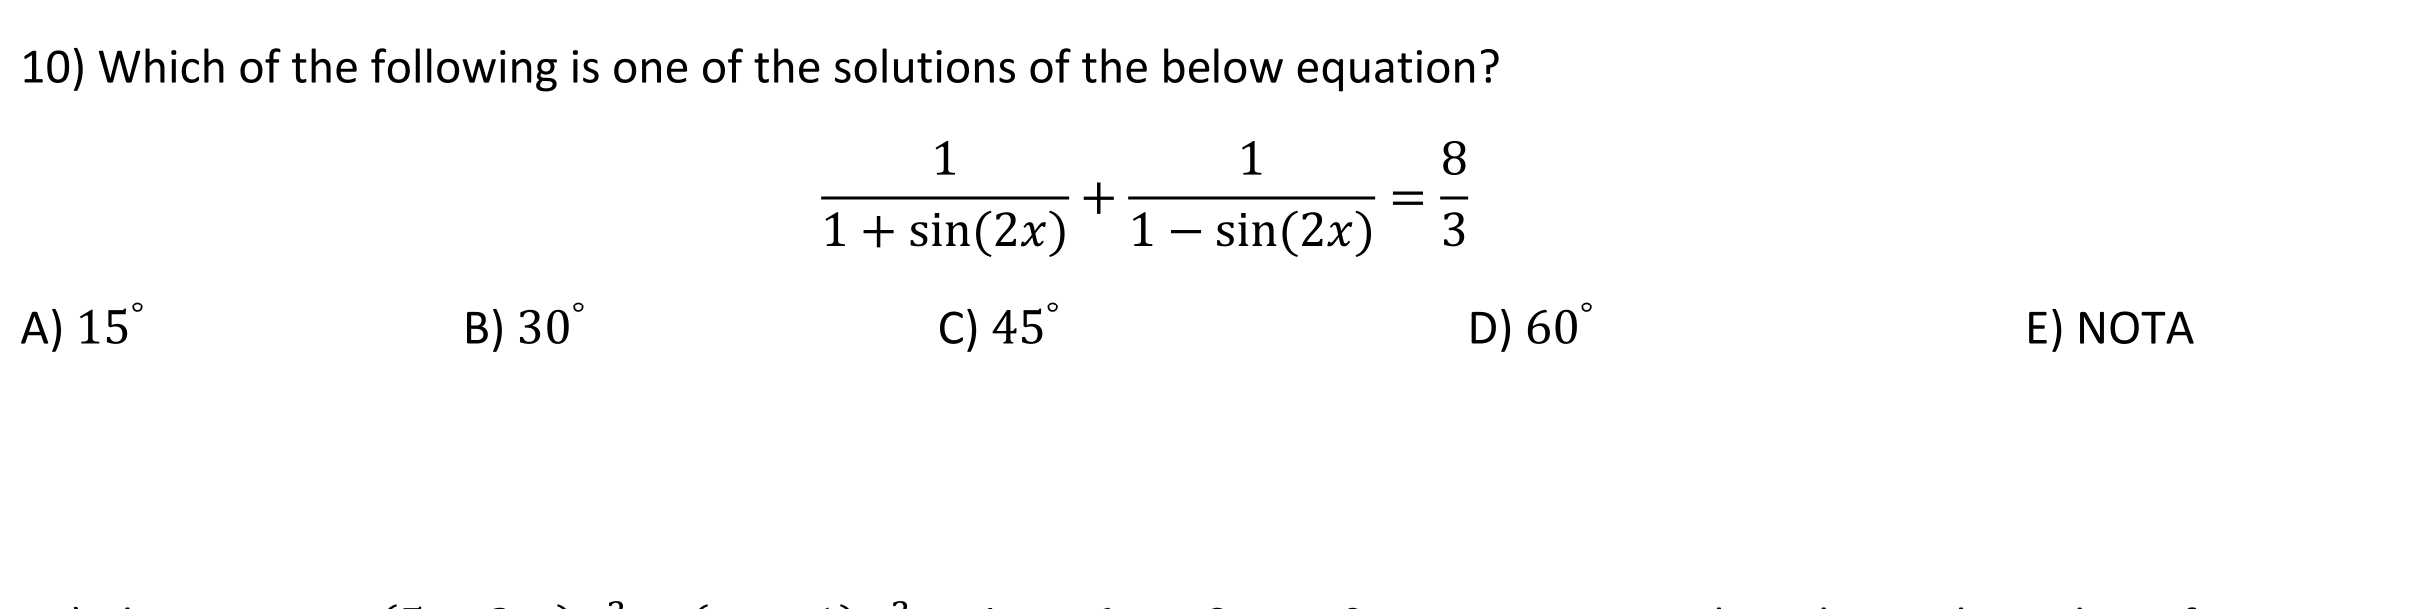 10) Which of the following is one of the solutions of the below equation?
1/(1 + sin(2x)) + 1/(1 − sin(2x)) = 8/3
A) 15° B) 30° C) 45° D) 60° E) NOTA